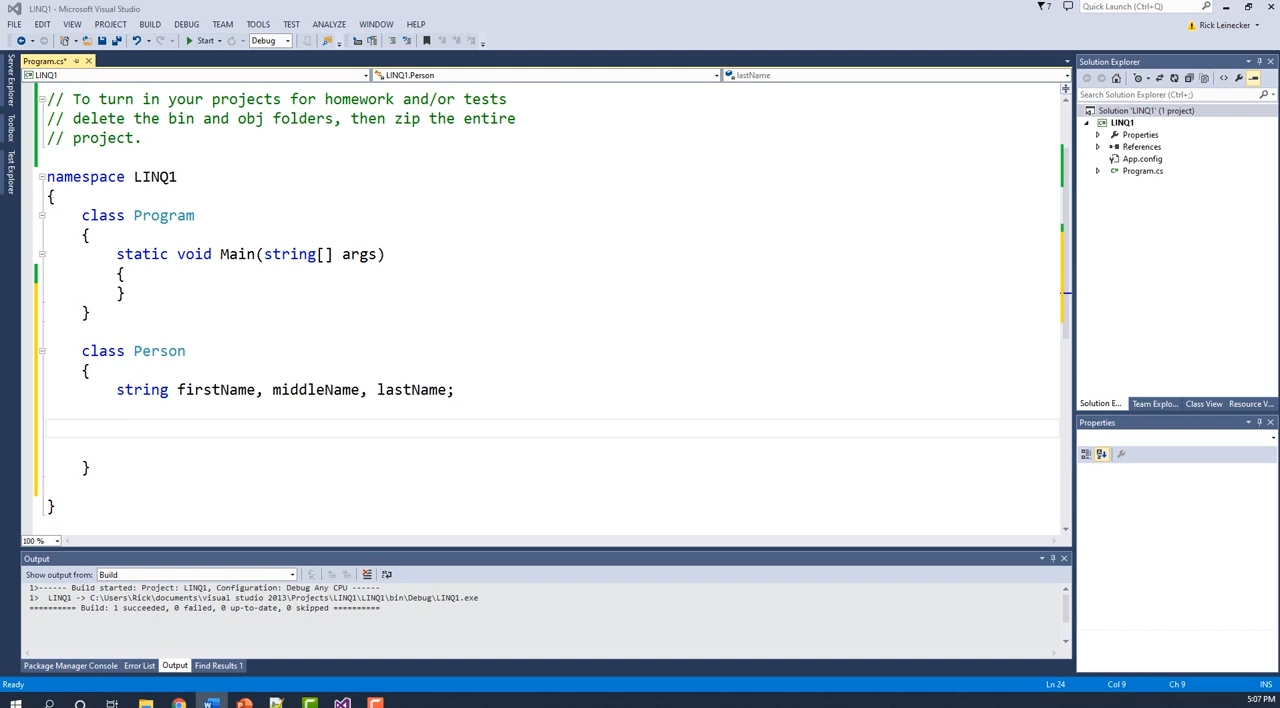 LINQ1 - Microsoft Visual Studio
7
Quick Launch (Ctrl+Q)
FILE EDIT VIEW PROJECT BUILD DEBUG TEAM TOOLS TEST ANALYZE WINDOW HELP
Rick Leinecker
Start Debug
Server Explorer
Toolbox
Test Explorer
Program.cs*
LINQ1 LINQ1.Person lastName
// To turn in your projects for homework and/or tests
// delete the bin and obj folders, then zip the entire
// project.
namespace LINQ1
{
class Program
{
static void Main(string[] args)
{
}
}
class Person
{
string firstName, middleName, lastName;
}
}
100 %
Solution Explorer
Search Solution Explorer (Ctrl+;)
Solution 'LINQ1' (1 project)
LINQ1
Properties
References
App.config
Program.cs
Solution E... Team Explo... Class View Resource V...
Properties
Output
Show output from: Build
1>------ Build started: Project: LINQ1, Configuration: Debug Any CPU ------
1> LINQ1 -> C:\Users\Rick\documents\visual studio 2013\Projects\LINQ1\LINQ1\bin\Debug\LINQ1.exe
========== Build: 1 succeeded, 0 failed, 0 up-to-date, 0 skipped ==========
Package Manager Console Error List Output Find Results 1
Ready Ln 24 Col 9 Ch 9 INS
5:07 PM